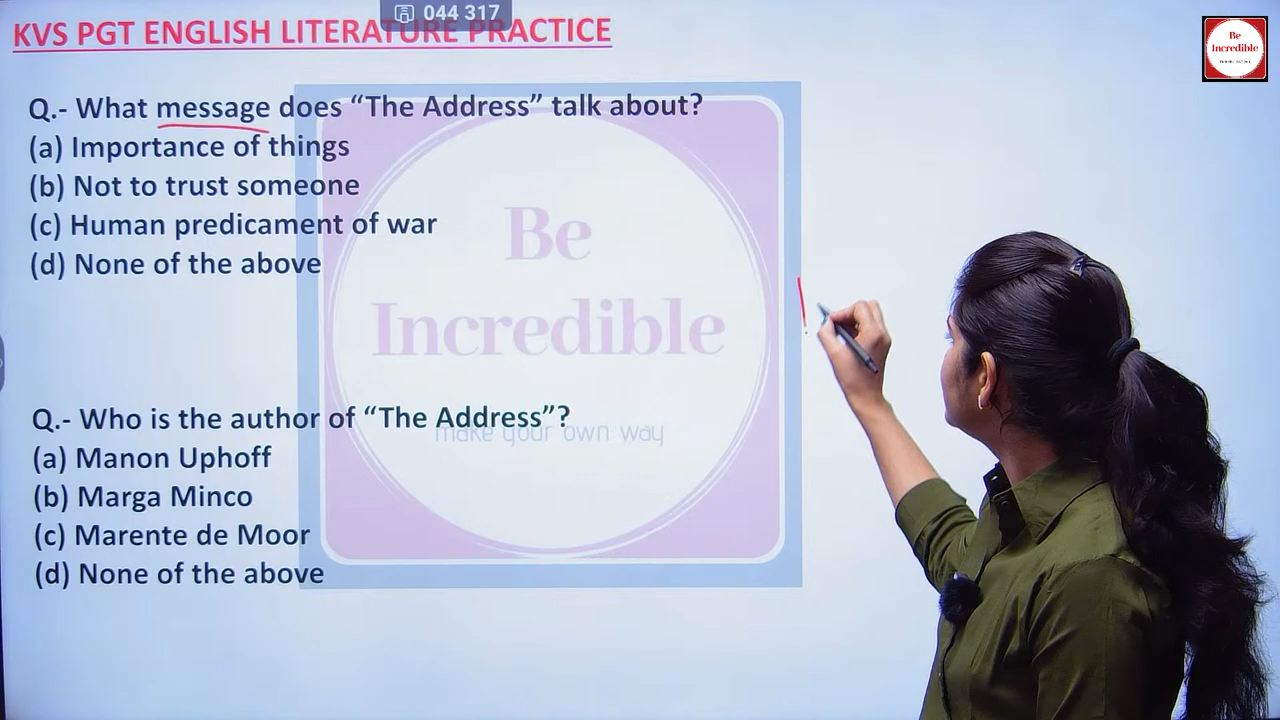 044 317
KVS PGT ENGLISH LITERATURE PRACTICE
Be
Incredible
Q.- What message does “The Address” talk about?
(a) Importance of things
(b) Not to trust someone
(c) Human predicament of war
(d) None of the above
Be
Incredible
make your own way
Q.- Who is the author of “The Address”?
(a) Manon Uphoff
(b) Marga Minco
(c) Marente de Moor
(d) None of the above